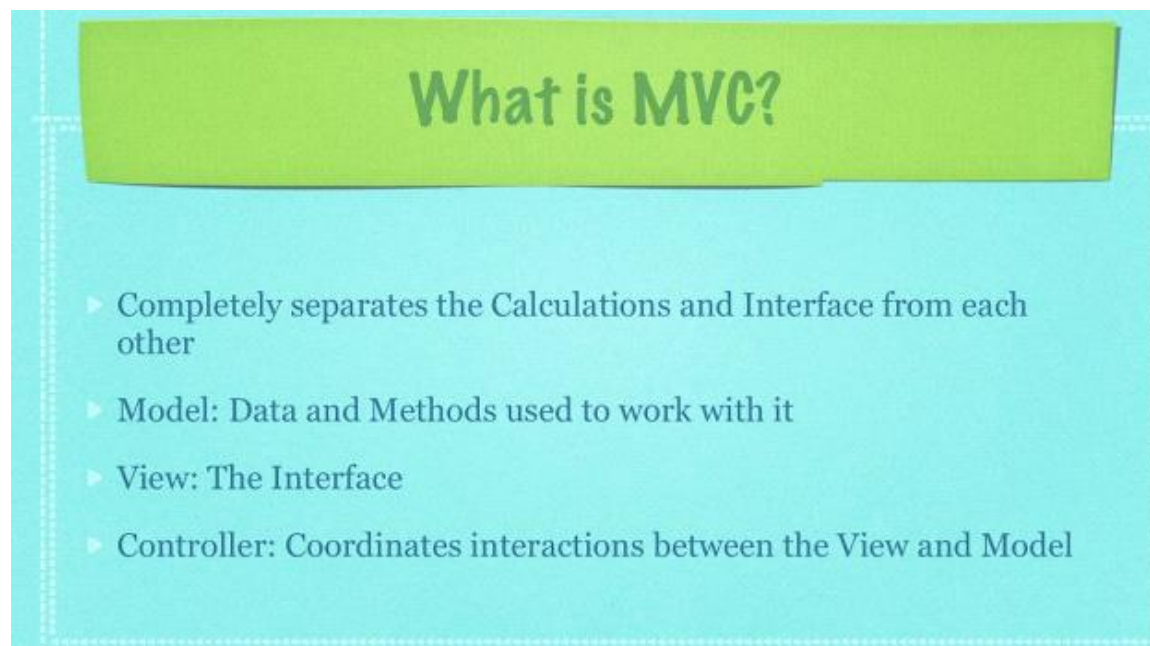 What is MVC?
Completely separates the Calculations and Interface from each
other
Model: Data and Methods used to work with it
View: The Interface
Controller: Coordinates interactions between the View and Model